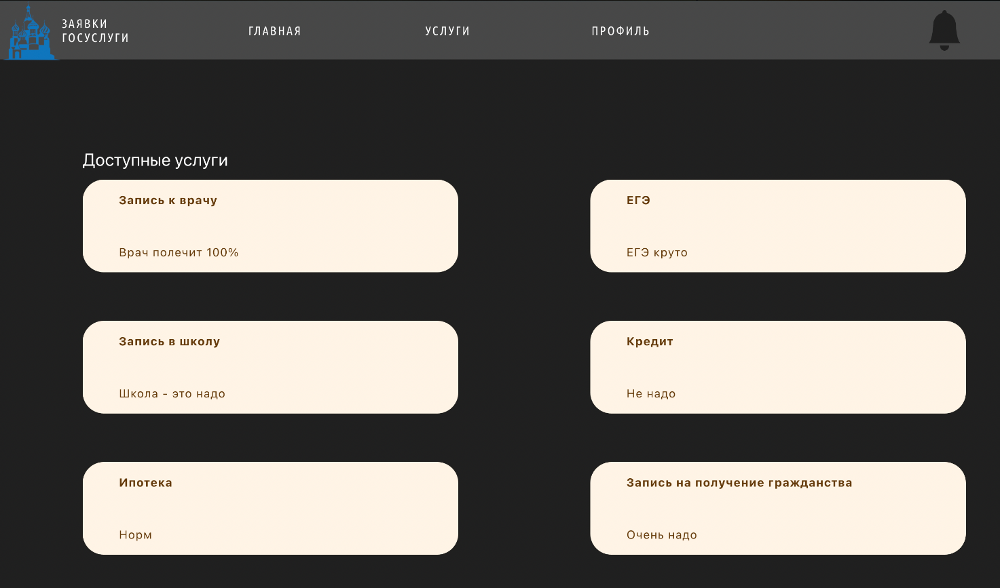 ЗАЯВКИ
ГОСУСЛУГИ
ГЛАВНАЯ
УСЛУГИ
ПРОФИЛЬ
Доступные услуги
Запись к врачу
Врач полечит 100%
ЕГЭ
ЕГЭ круто
Запись в школу
Школа - это надо
Кредит
Не надо
Ипотека
Норм
Запись на получение гражданства
Очень надо